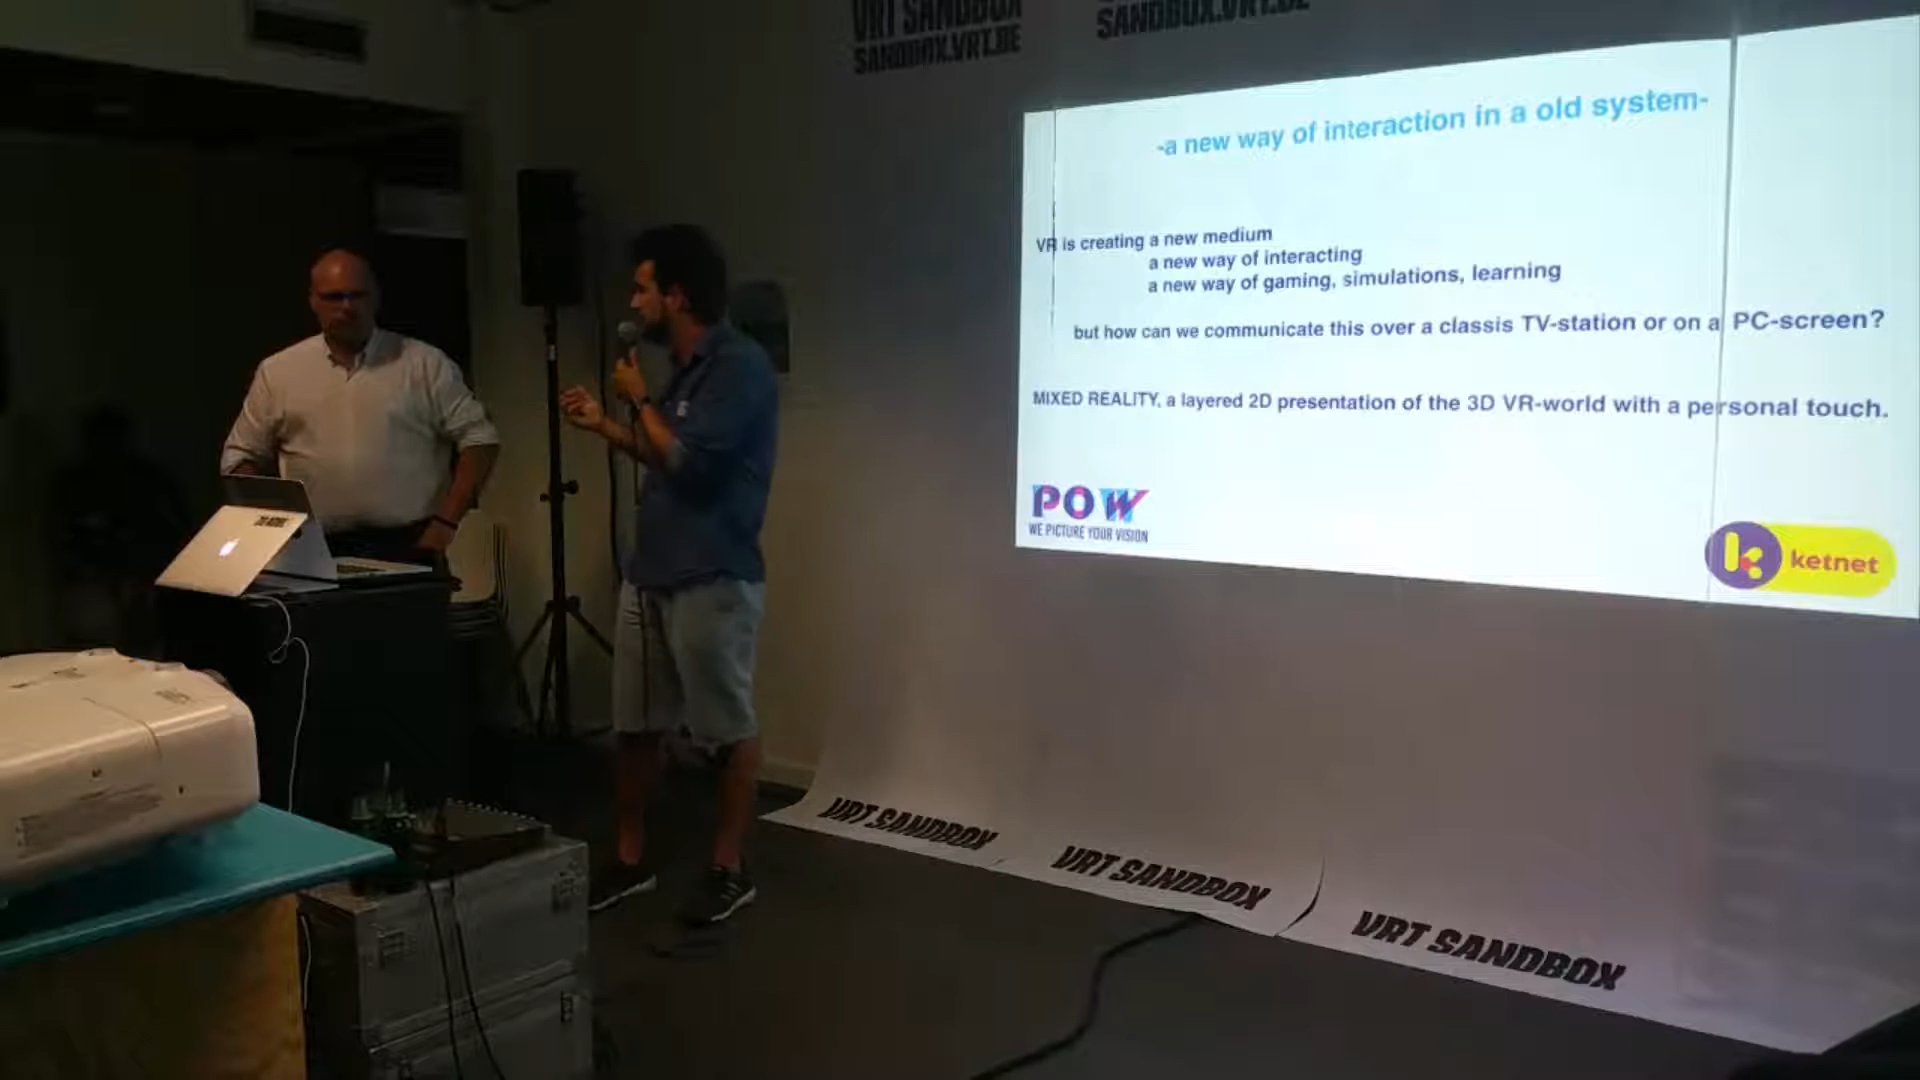 VRT SANDBOX
SANDBOX.VRT.BE
SANDBOX.VRT.BE
-a new way of interaction in a old system-
VR is creating a new medium
a new way of interacting
a new way of gaming, simulations, learning
but how can we communicate this over a classis TV-station or on a PC-screen?
MIXED REALITY, a layered 2D presentation of the 3D VR-world with a personal touch.
POW
WE PICTURE YOUR VISION
ketnet
VRT SANDBOX
VRT SANDBOX
VRT SANDBOX